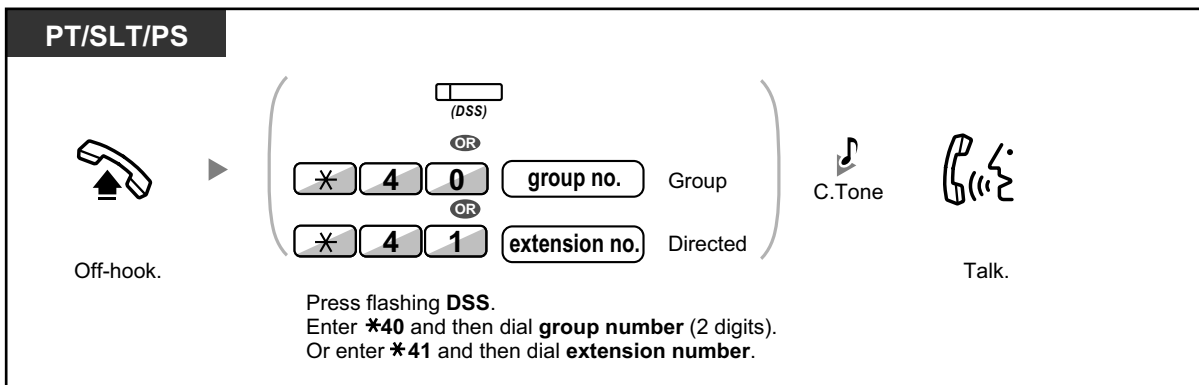 PT/SLT/PS
(DSS)
OR
* 4 0 group no. Group
OR
* 4 1 extension no. Directed
C.Tone
Off-hook.
Talk.
Press flashing DSS.
Enter *40 and then dial group number (2 digits).
Or enter *41 and then dial extension number.